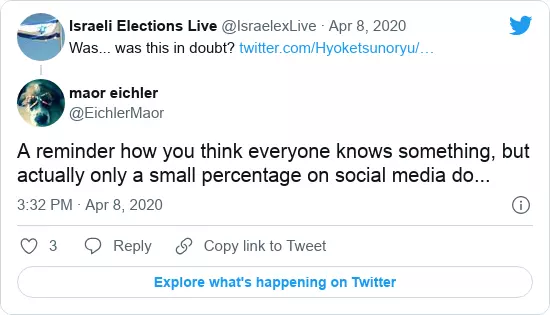 Israeli Elections Live @IsraelexLive · Apr 8, 2020
Was... was this in doubt? twitter.com/Hyoketsunoryu/…
maor eichler
@EichlerMaor
A reminder how you think everyone knows something, but
actually only a small percentage on social media do...
3:32 PM · Apr 8, 2020
3 Reply Copy link to Tweet
Explore what's happening on Twitter